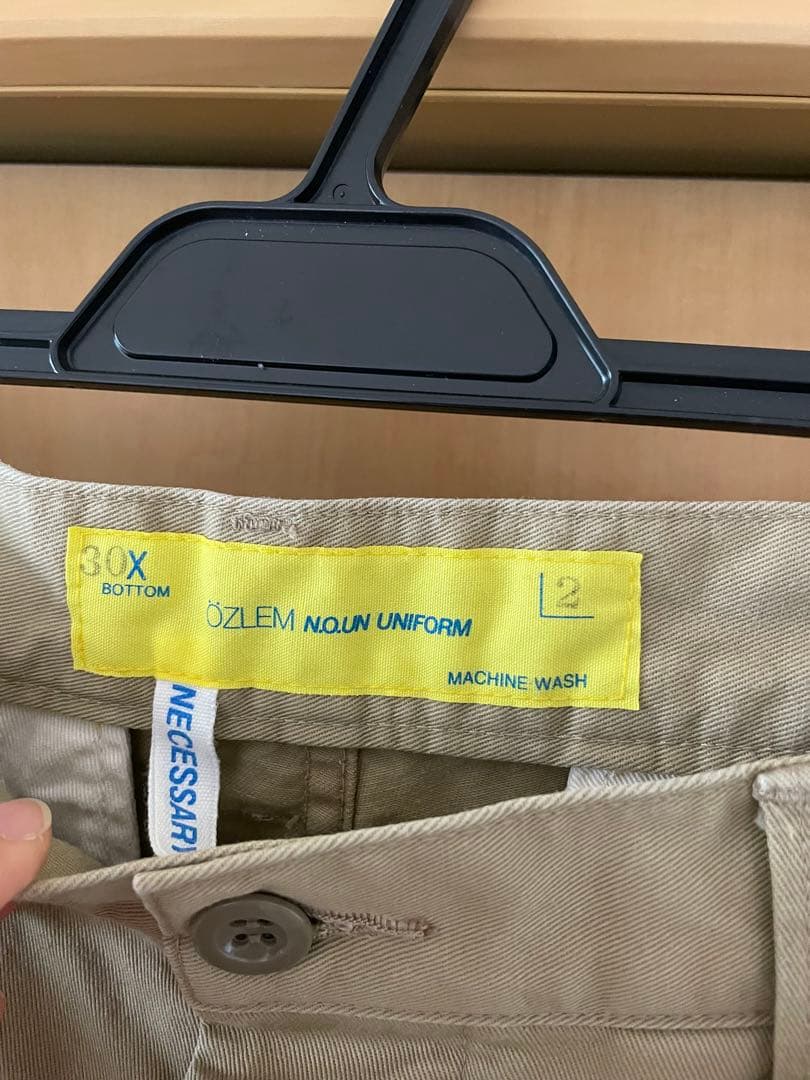 30X
BOTTOM
ÖZLEM N.O.UN UNIFORM
2
MACHINE WASH
NECESSARY